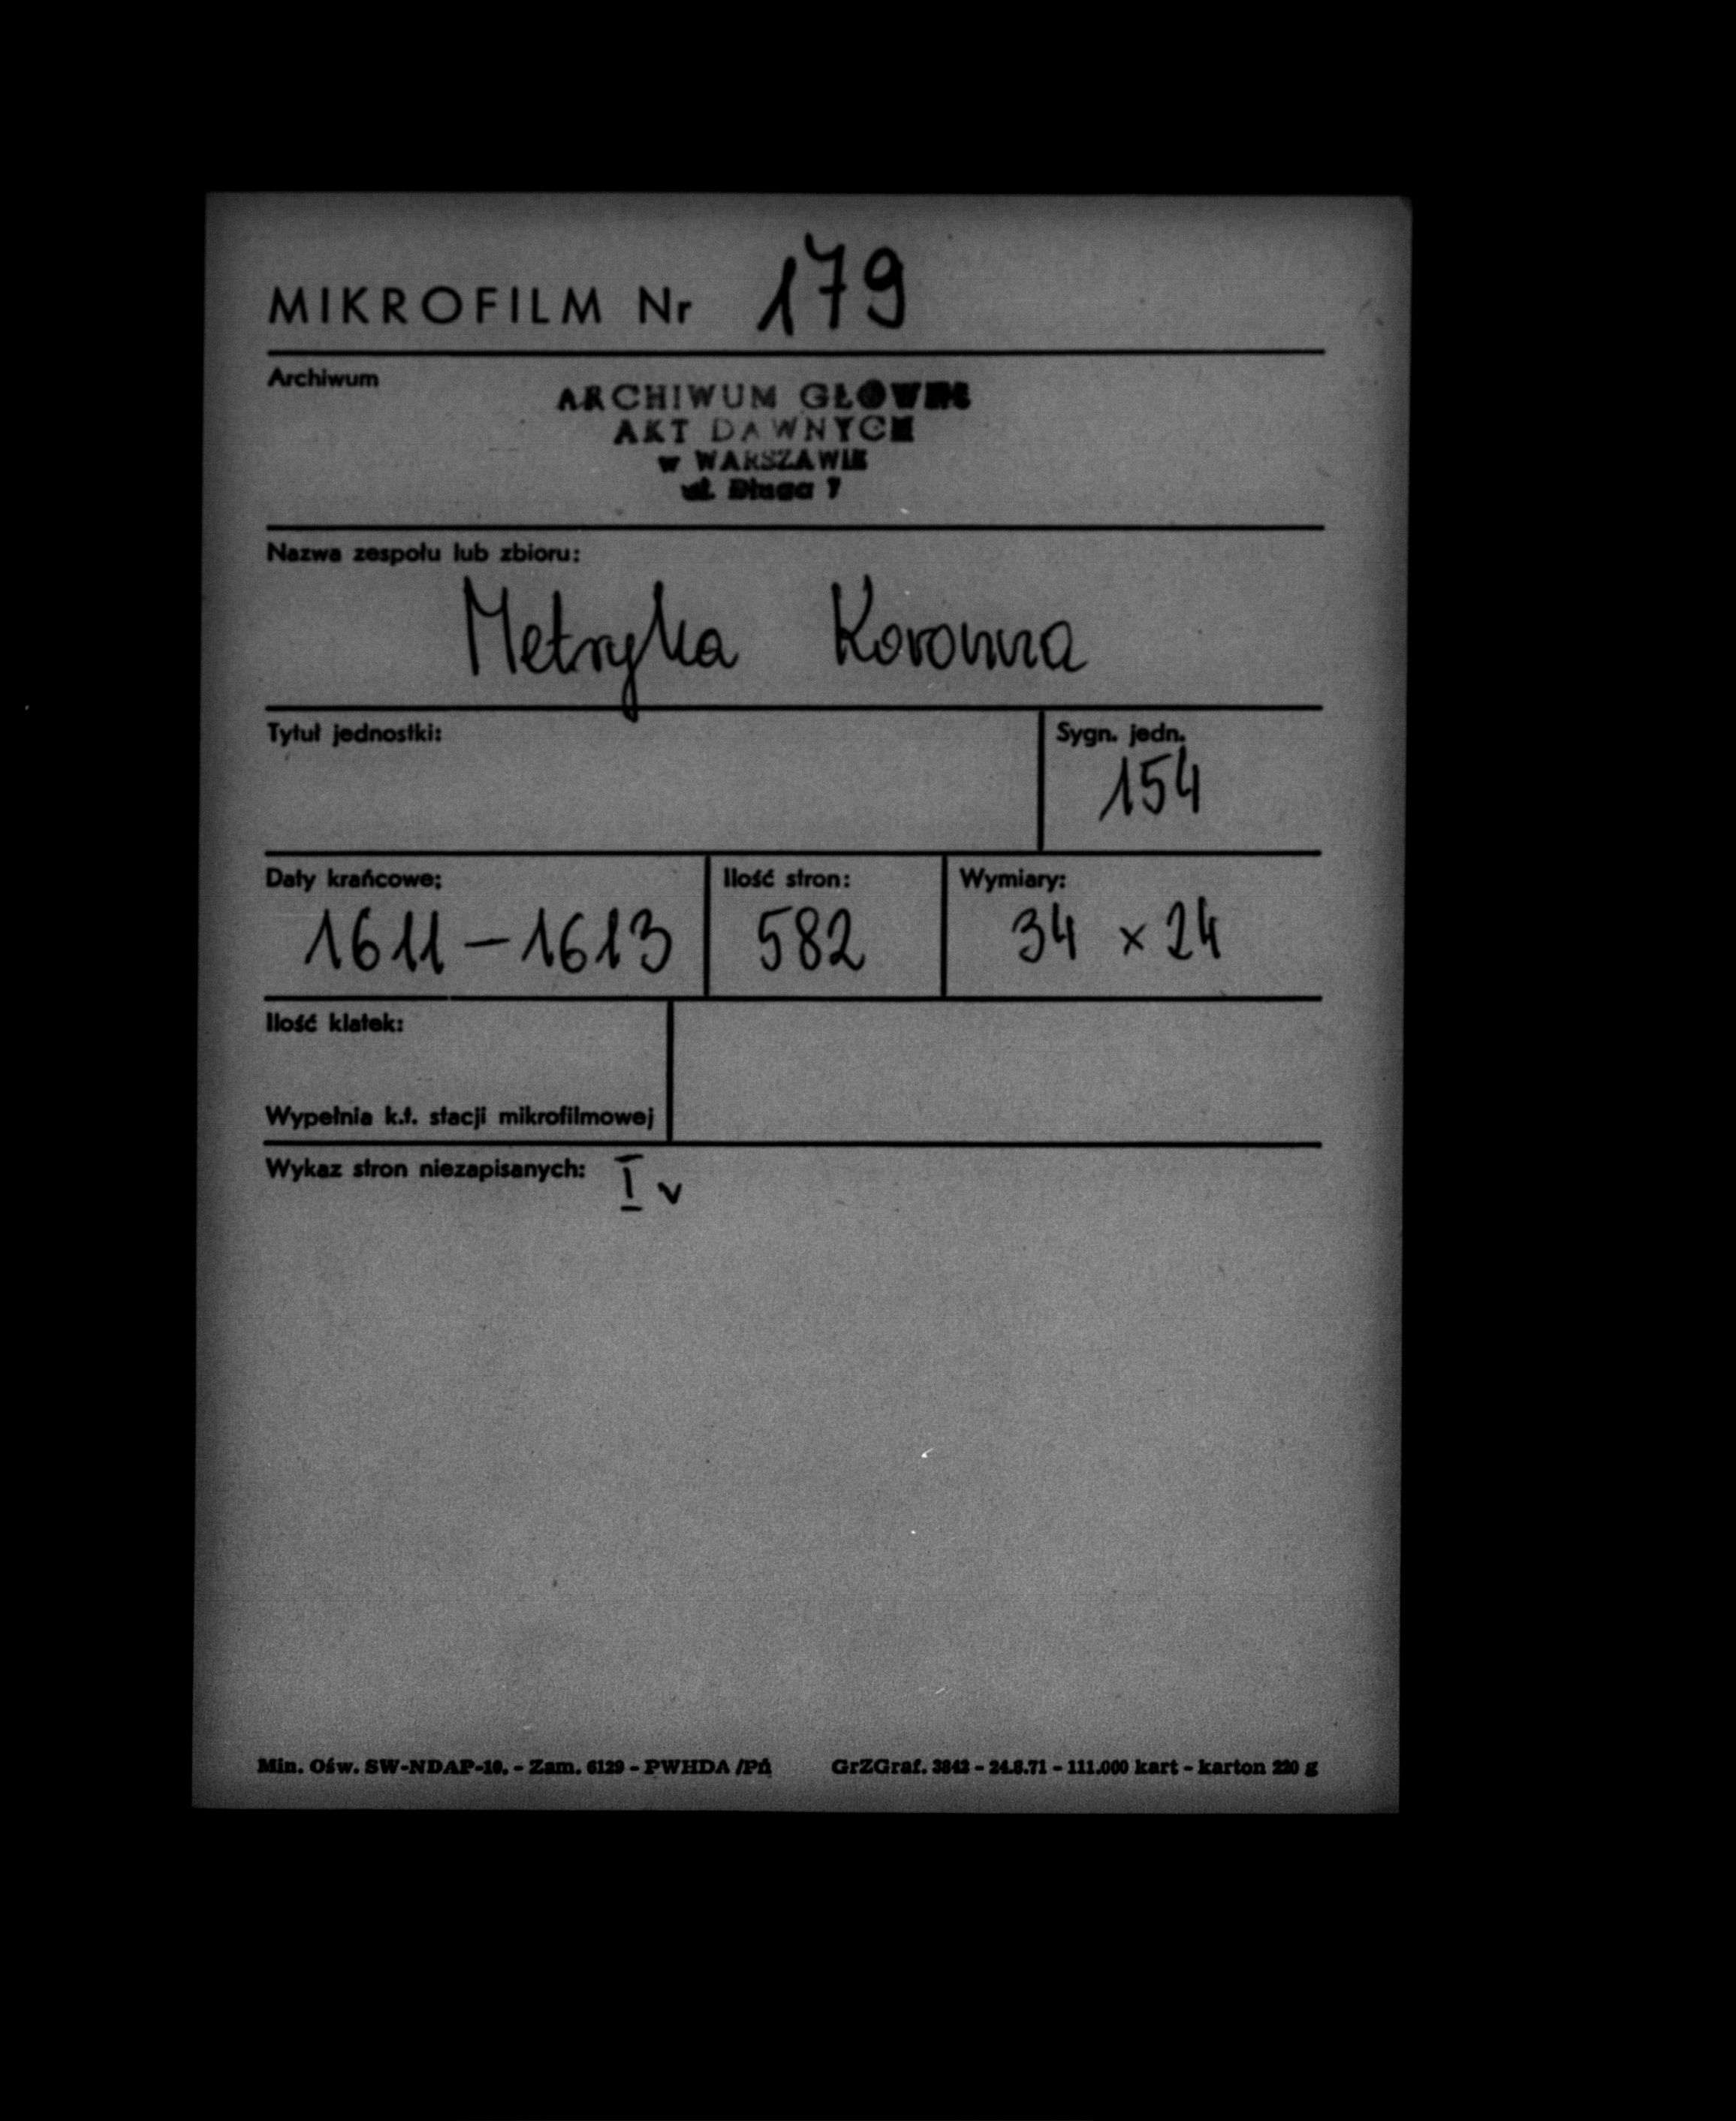 MIKROFILM Nr 179
Archiwum
ARCHIWUM GŁÓWNE
AKT DAWNYCH
w WARSZAWIE
ul. Długa 7
Nazwa zespołu lub zbioru:
Metryka Koronna
Tytuł jednostki:
Sygn. jedn.
154
Daty krańcowe: Ilość stron: Wymiary:
1611 – 1613 582 34 x 24
Ilość klatek:
Wypełnia k.t. stacji mikrofilmowej
Wykaz stron niezapisanych: I v
Min. Ośw. SW-NDAP-10. - Zam. 6129 - PWHDA /Pń GrZGraf. 3842 - 24.8.71 - 111.000 kart - karton 220 g